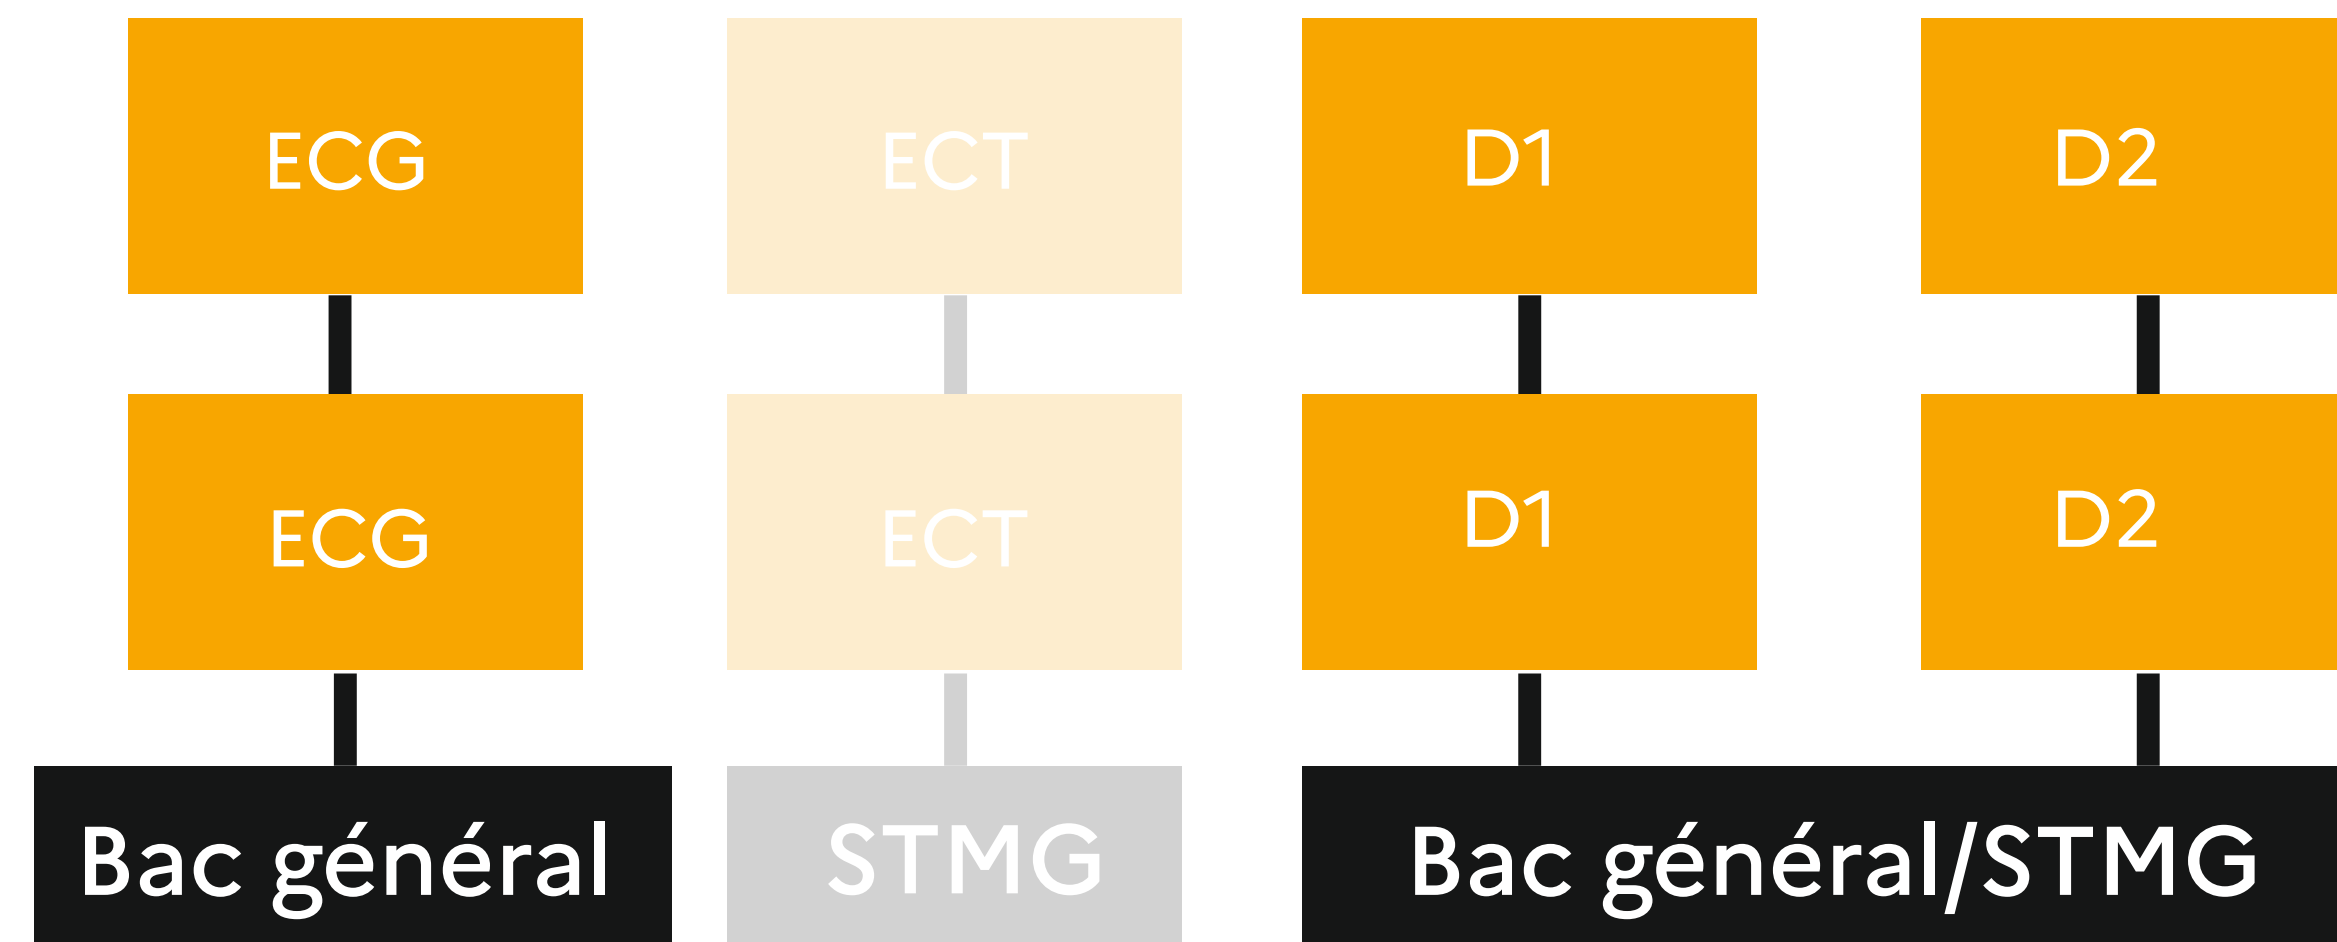 ECG
ECT
D1
D2
ECG
ECT
D1
D2
Bac général
STMG
Bac général/STMG